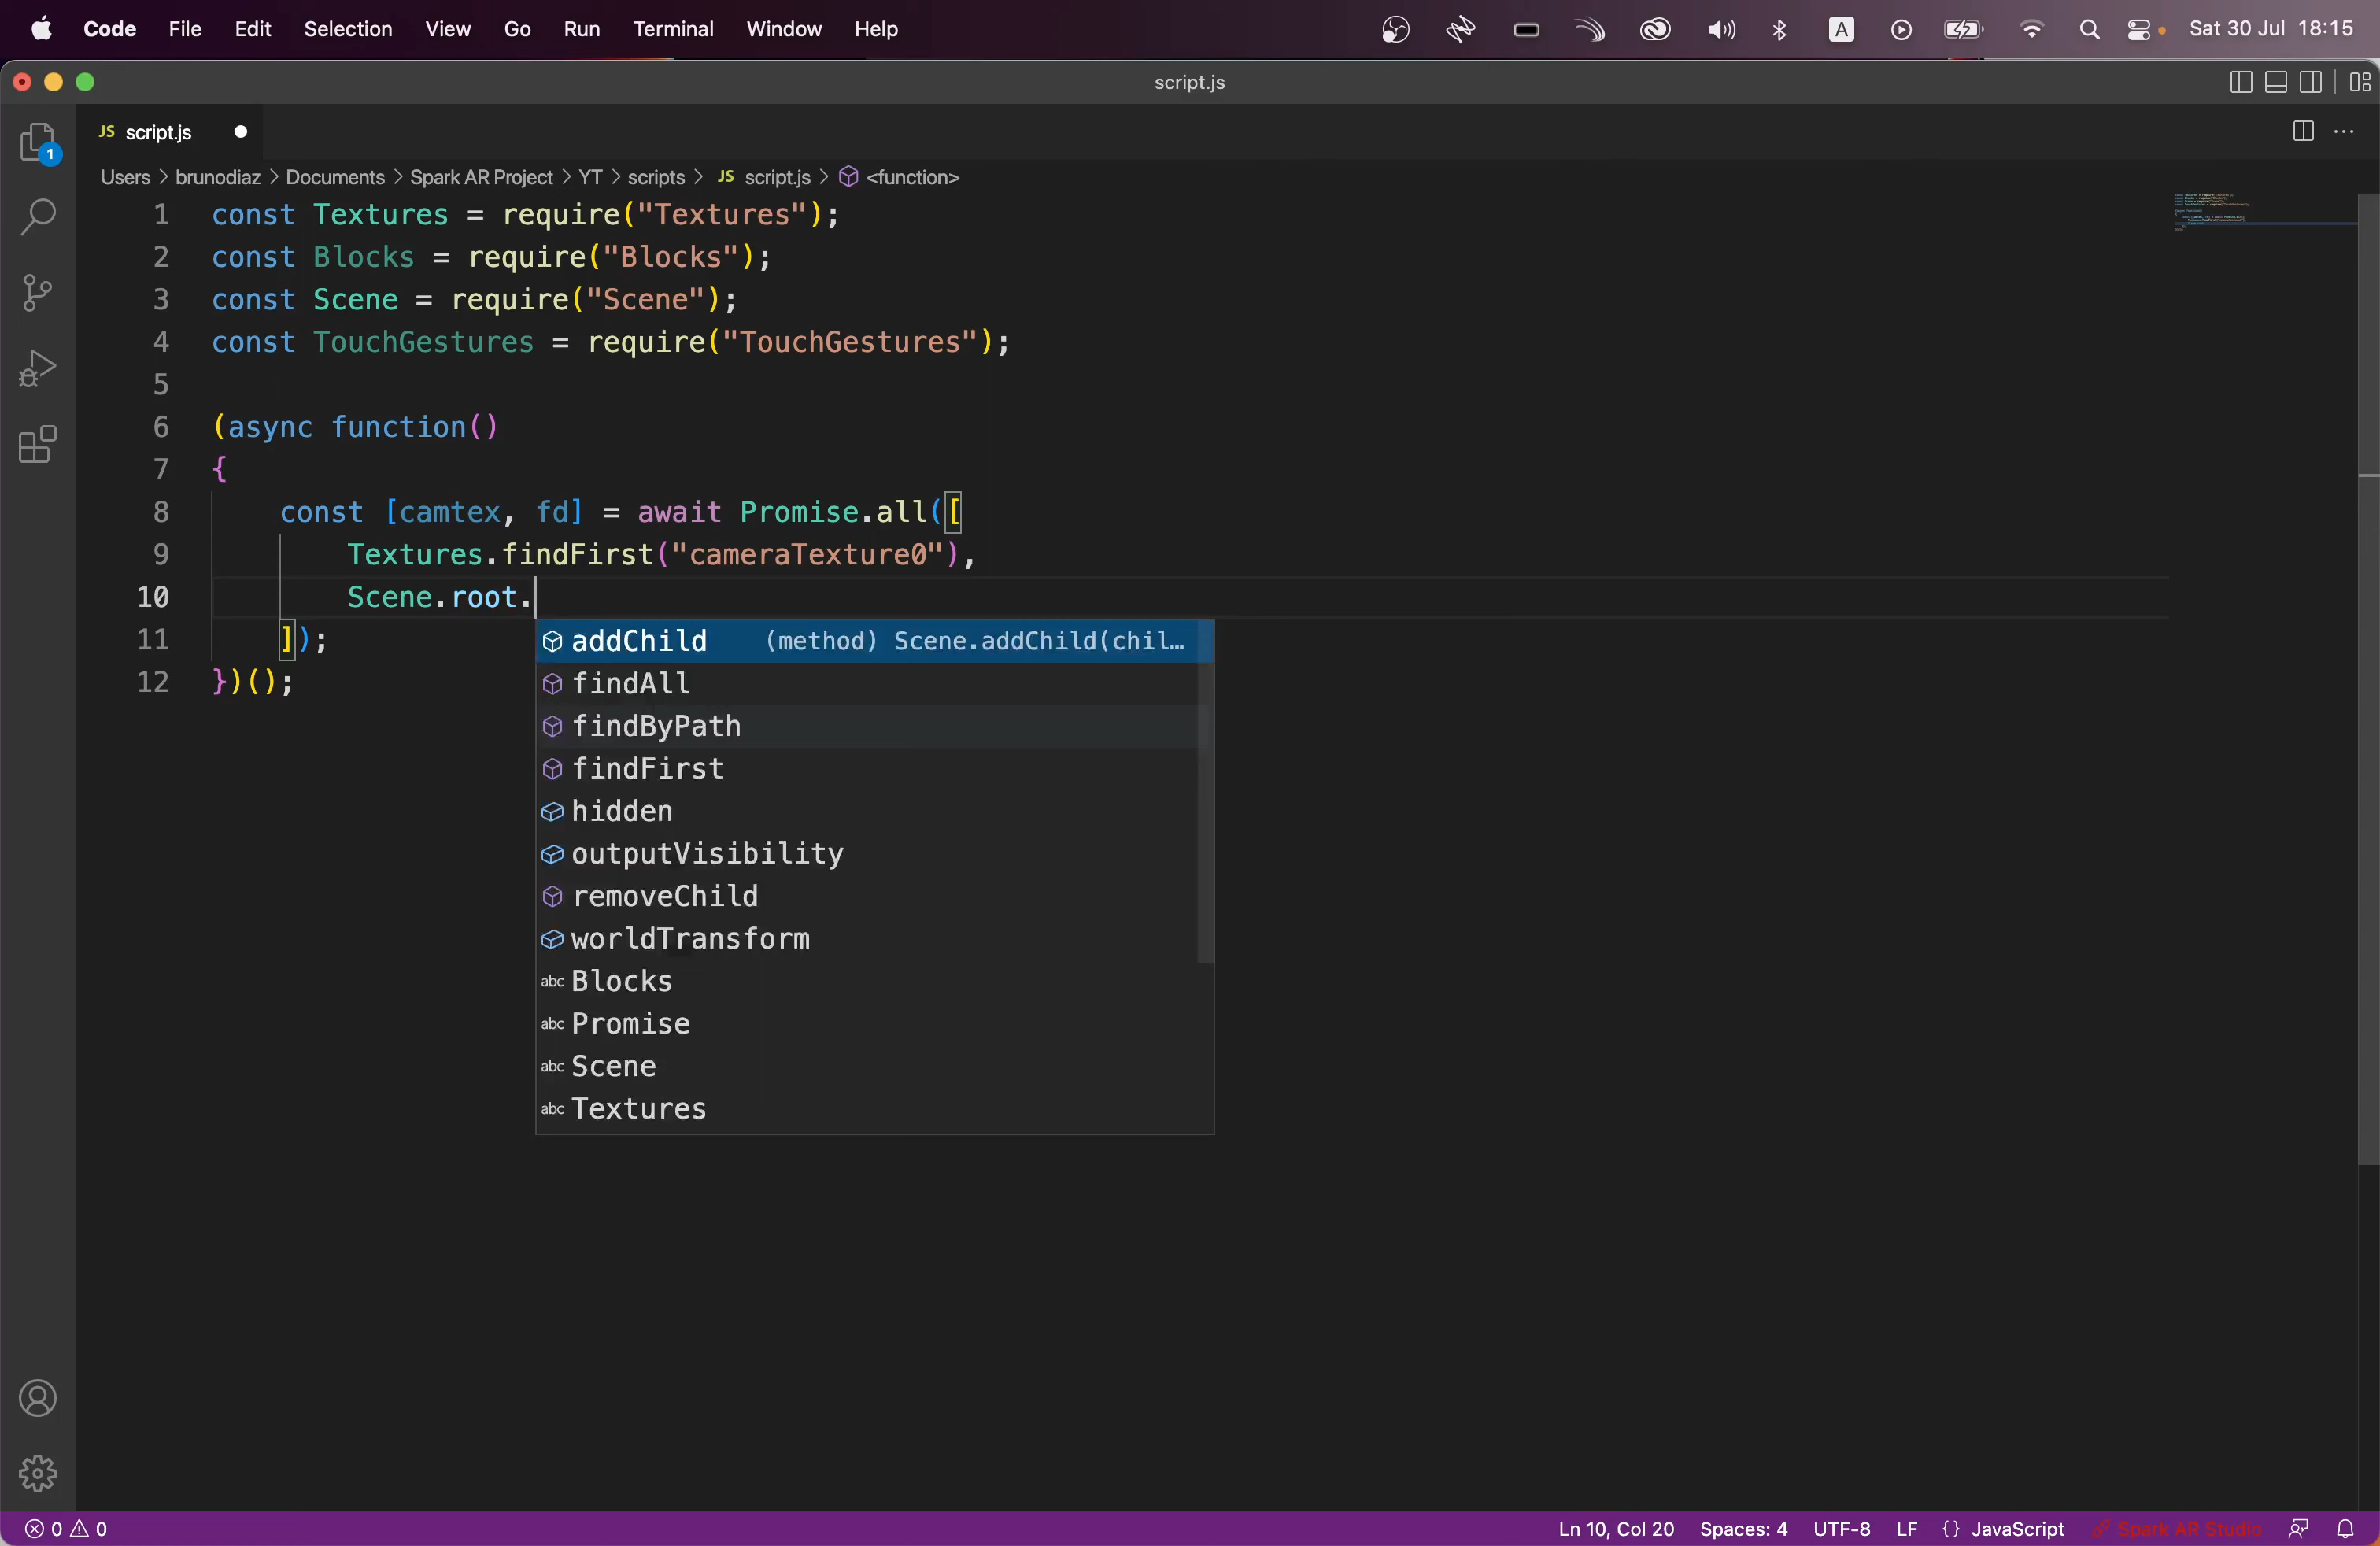 Code File Edit Selection View Go Run Terminal Window Help A Sat 30 Jul 18:15
script.js
JS script.js
1
Users > brunodiaz > Documents > Spark AR Project > YT > scripts > JS script.js > <function>
1 const Textures = require("Textures");
2 const Blocks = require("Blocks");
3 const Scene = require("Scene");
4 const TouchGestures = require("TouchGestures");
5
6 (async function()
7 {
8 const [camtex, fd] = await Promise.all([
9 Textures.findFirst("cameraTexture0"),
10 Scene.root.
11 ]);
12 })();
addChild (method) Scene.addChild(chil…
findAll
findByPath
findFirst
hidden
outputVisibility
removeChild
worldTransform
abc Blocks
abc Promise
abc Scene
abc Textures
0 0 Ln 10, Col 20 Spaces: 4 UTF-8 LF {} JavaScript Spark AR Studio